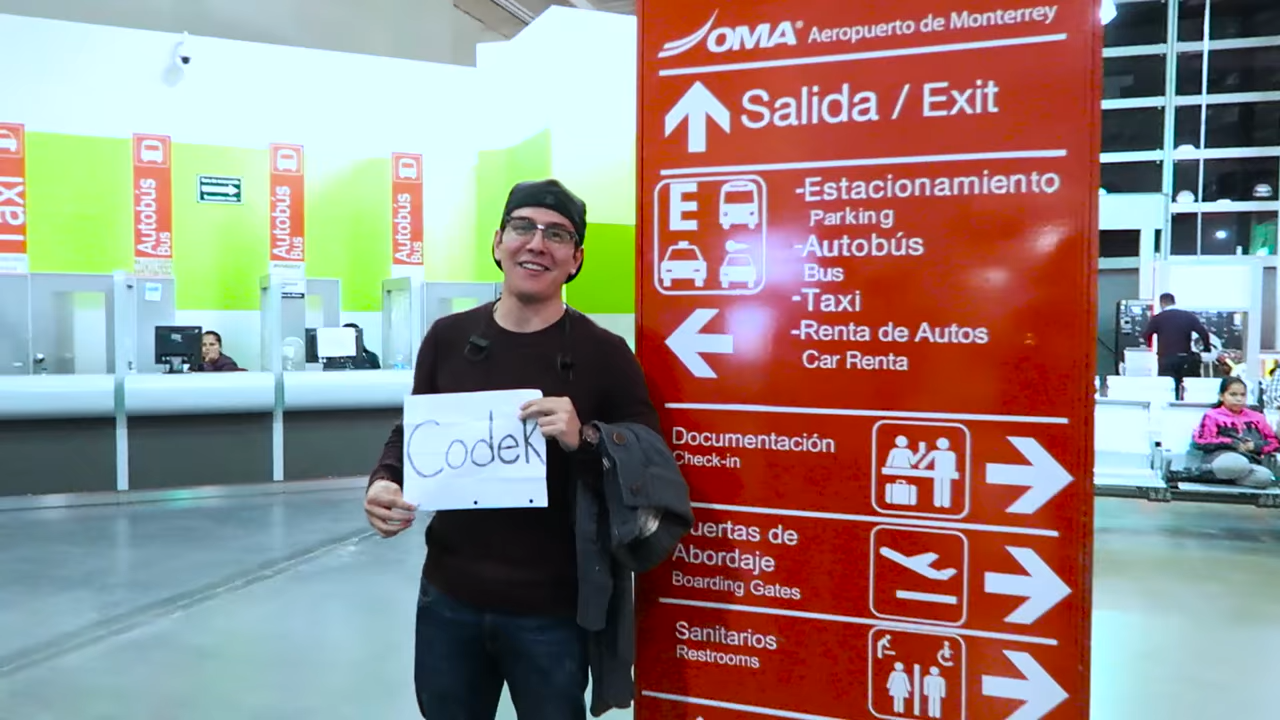 OMA® Aeropuerto de Monterrey
Salida / Exit
E
-Estacionamiento
Parking
-Autobús
Bus
-Taxi
-Renta de Autos
Car Renta
Documentación
Check-in
uertas de
Abordaje
Boarding Gates
Sanitarios
Restrooms
Taxi
Autobús
Bus
Autobús
Bus
Autobús
Bus
CodeK